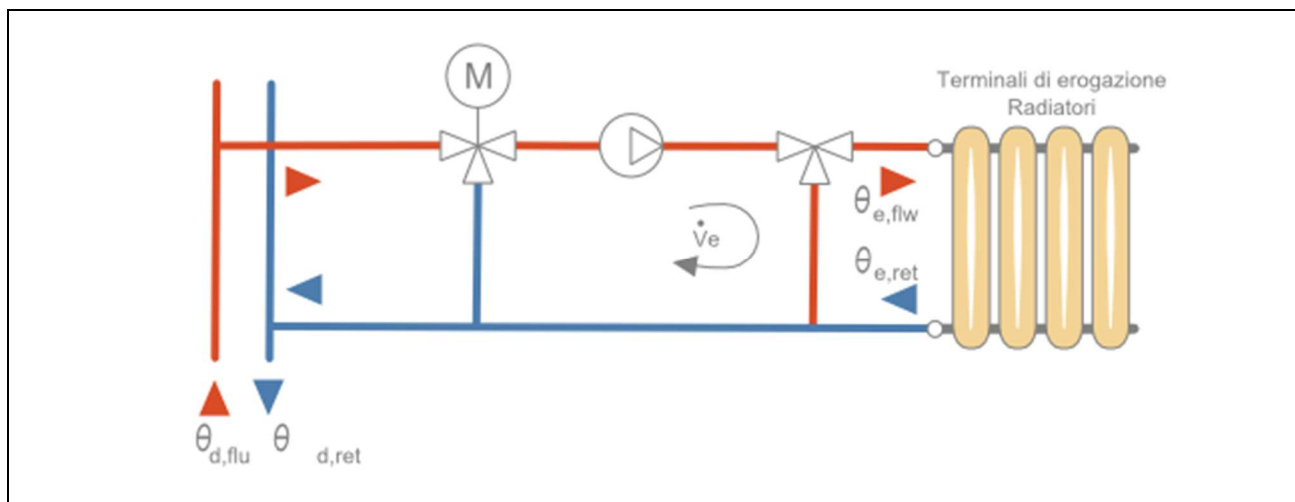 M
Terminali di erogazione
Radiatori
θe,flw
V̇e
θe,ret
θd,flu θ d,ret